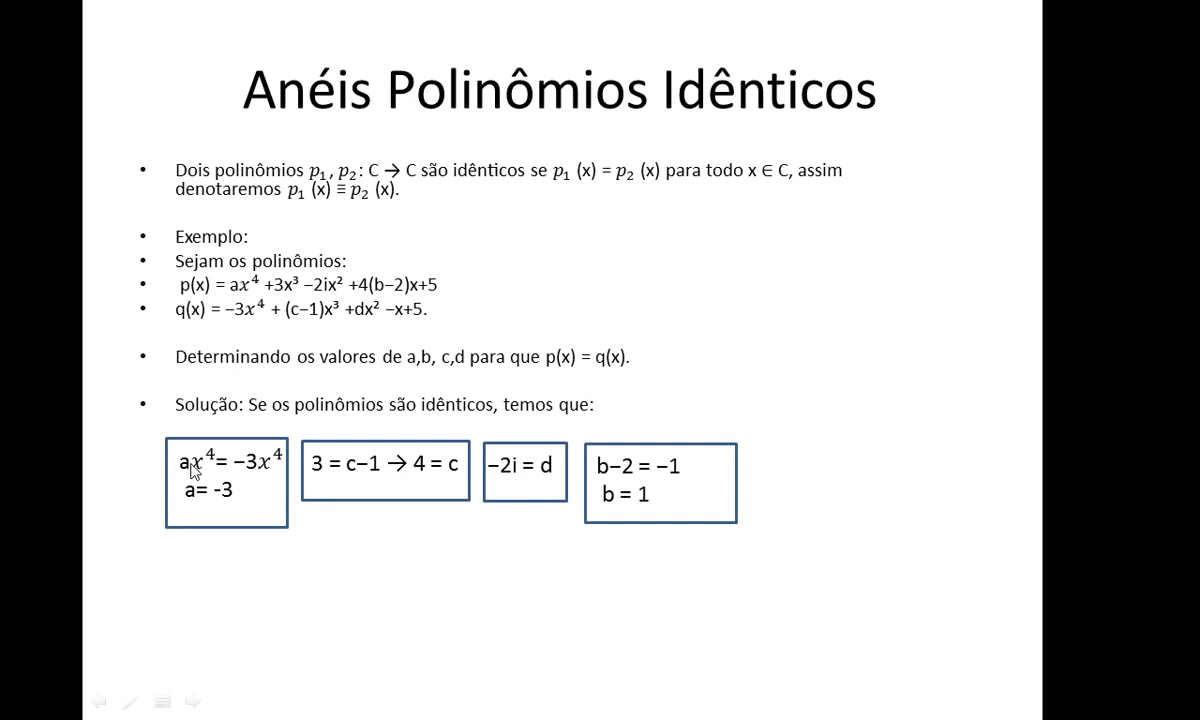 Anéis Polinômios Idênticos
• Dois polinômios p₁, p₂: C → C são idênticos se p₁ (x) = p₂ (x) para todo x ∈ C, assim
denotaremos p₁ (x) ≡ p₂ (x).
• Exemplo:
• Sejam os polinômios:
• p(x) = ax⁴ +3x³ −2ix² +4(b−2)x+5
• q(x) = −3x⁴ + (c−1)x³ +dx² −x+5.
• Determinando os valores de a,b, c,d para que p(x) = q(x).
• Solução: Se os polinômios são idênticos, temos que:
ax⁴= −3x⁴
a= -3
3 = c−1 → 4 = c
−2i = d
b−2 = −1
b = 1